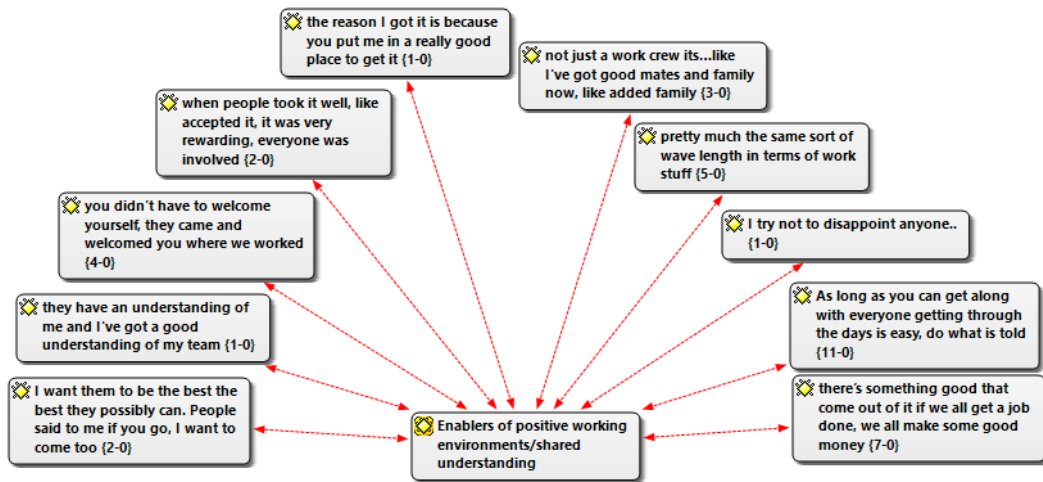 the reason I got it is because
you put me in a really good
place to get it {1-0}
not just a work crew its...like
I've got good mates and family
now, like added family {3-0}
when people took it well, like
accepted it, it was very
rewarding, everyone was
involved {2-0}
pretty much the same sort of
wave length in terms of work
stuff {5-0}
you didn't have to welcome
yourself, they came and
welcomed you where we worked
{4-0}
I try not to disappoint anyone..
{1-0}
they have an understanding of
me and I've got a good
understanding of my team {1-0}
As long as you can get along
with everyone getting through
the days is easy, do what is told
{11-0}
I want them to be the best the
best they possibly can. People
said to me if you go, I want to
come too {2-0}
there's something good that
come out of it if we all get a job
done, we all make some good
money {7-0}
Enablers of positive working
environments/shared
understanding